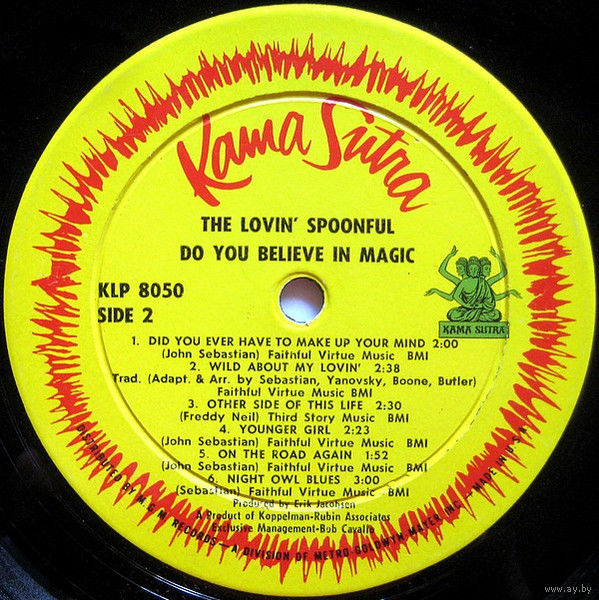 Kama Sutra
THE LOVIN' SPOONFUL
DO YOU BELIEVE IN MAGIC
KLP 8050
SIDE 2
KAMA SUTRA
1. DID YOU EVER HAVE TO MAKE UP YOUR MIND 2:00
(John Sebastian) Faithful Virtue Music BMI
2. WILD ABOUT MY LOVIN' 2:38
Trad. (Adapt. & Arr. by Sebastian, Yanovsky, Boone, Butler)
Faithful Virtue Music BMI
3. OTHER SIDE OF THIS LIFE 2:30
(Freddy Neil) Third Story Music BMI
4. YOUNGER GIRL 2:23
(John Sebastian) Faithful Virtue Music BMI
5. ON THE ROAD AGAIN 1:52
(John Sebastian) Faithful Virtue Music BMI
6. NIGHT OWL BLUES 3:00
(Sebastian) Faithful Virtue Music BMI
Produced by Erik Jacobsen
A Product of Koppelman-Rubin Associates
Exclusive Management-Bob Cavallo
DISTRIBUTED BY M.G.M. RECORDS — A DIVISION OF METRO-GOLDWYN-MAYER INC. — MADE IN U.S.A.
www.ay.by